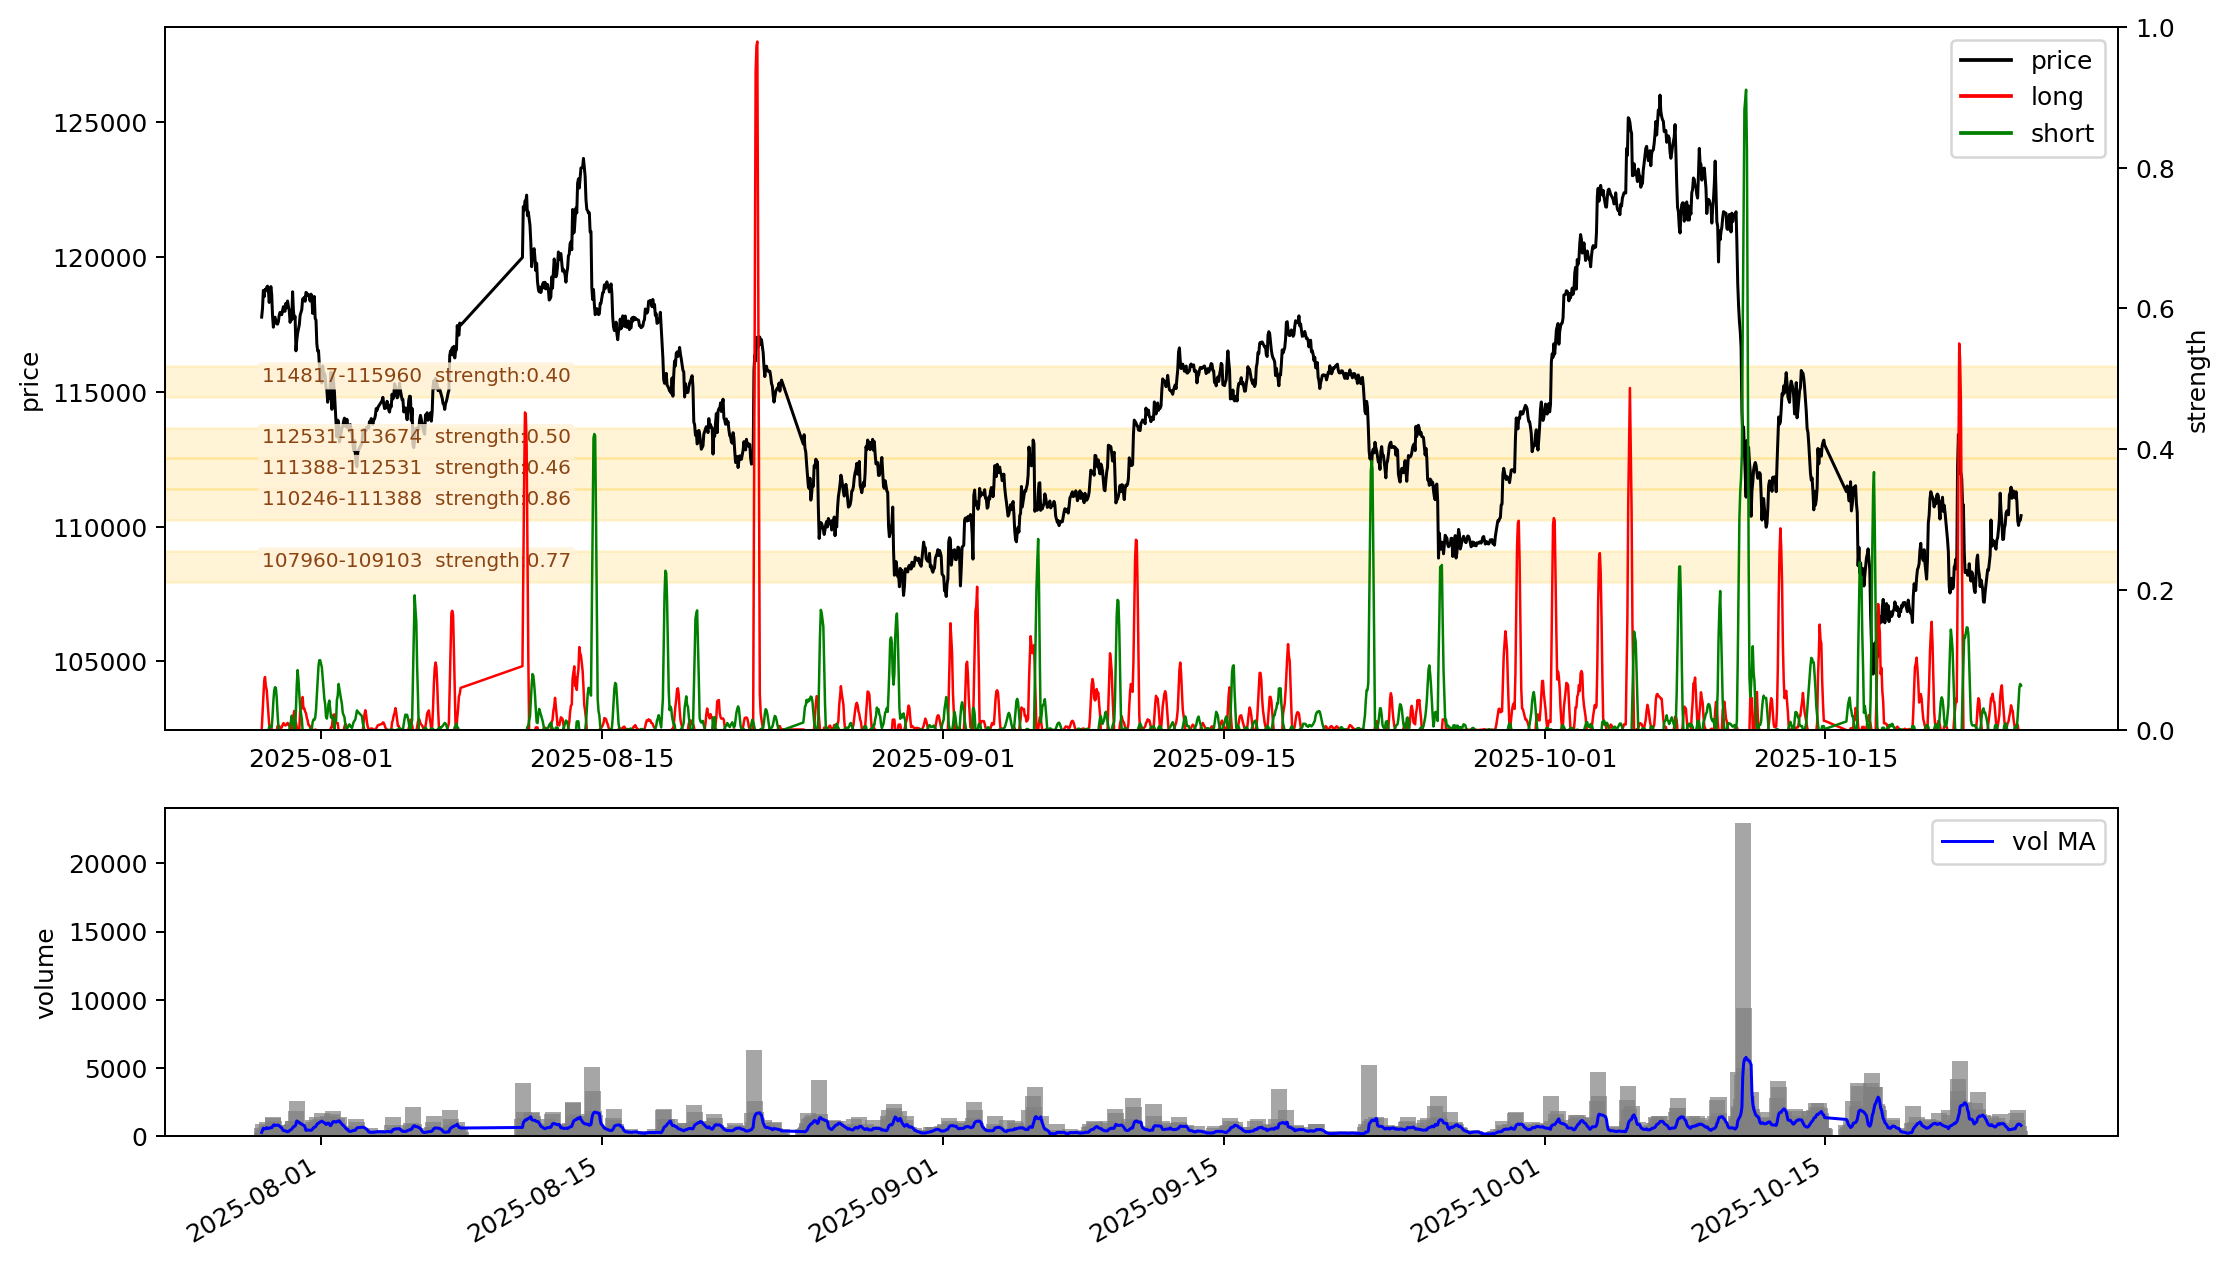 125000
120000
115000
110000
105000
price
1.0
0.8
0.6
0.4
0.2
0.0
strength
price
long
short
114817-115960 strength:0.40
112531-113674 strength:0.50
111388-112531 strength:0.46
110246-111388 strength:0.86
107960-109103 strength:0.77
2025-08-01
2025-08-15
2025-09-01
2025-09-15
2025-10-01
2025-10-15
20000
15000
10000
5000
0
volume
vol MA
2025-08-01
2025-08-15
2025-09-01
2025-09-15
2025-10-01
2025-10-15